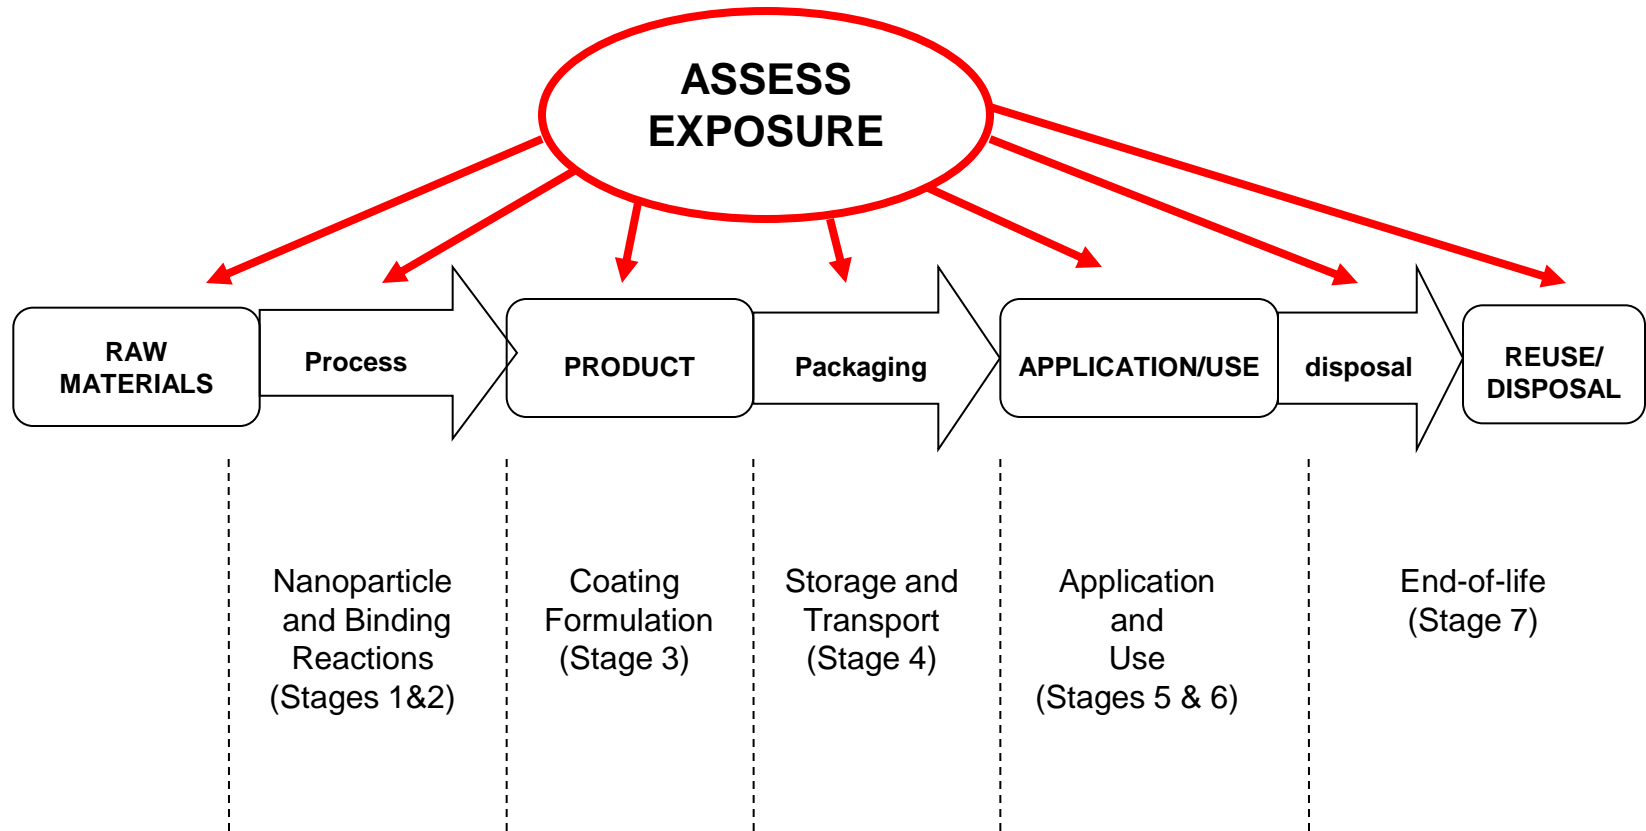 ASSESS
EXPOSURE
RAW
MATERIALS
Process
PRODUCT
Packaging
APPLICATION/USE
disposal
REUSE/
DISPOSAL
Nanoparticle
and Binding
Reactions
(Stages 1&2)
Coating
Formulation
(Stage 3)
Storage and
Transport
(Stage 4)
Application
and
Use
(Stages 5 & 6)
End-of-life
(Stage 7)